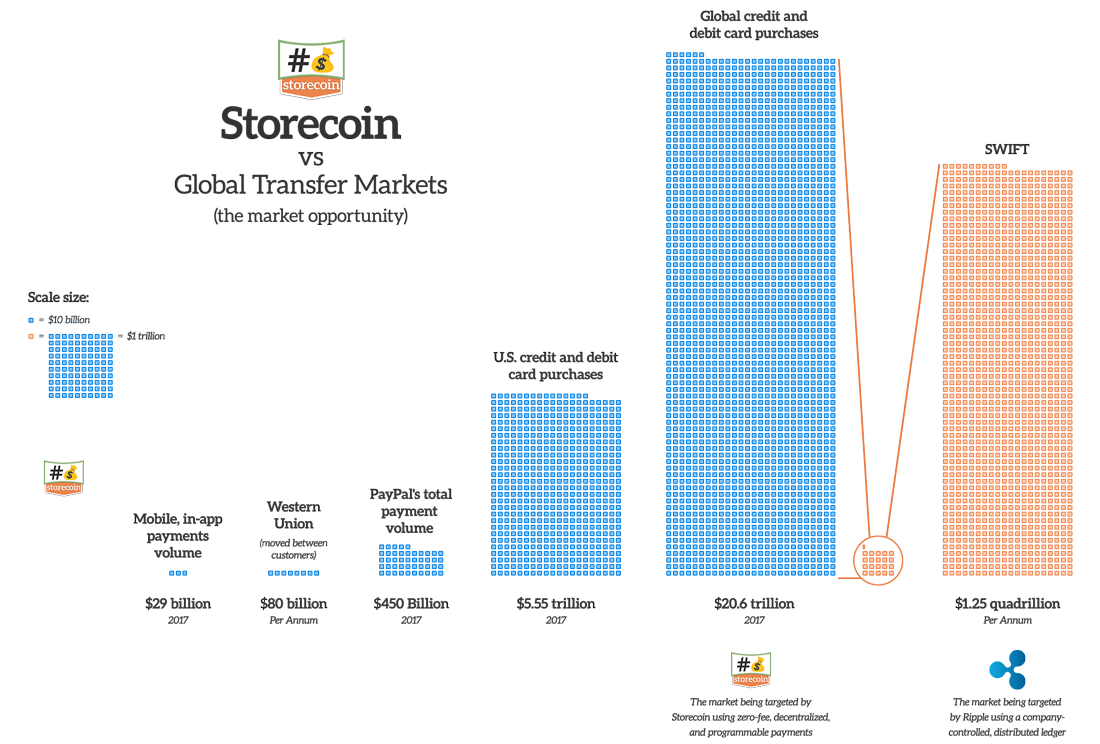 # $
storecoin
Storecoin
VS
Global Transfer Markets
(the market opportunity)
Scale size:
= $10 billion
= = $1 trillion
# $
storecoin
Mobile, in-app
payments
volume
$29 billion
2017
Western
Union
(moved between
customers)
$80 billion
Per Annum
PayPal's total
payment
volume
$450 Billion
2017
U.S. credit and debit
card purchases
$5.55 trillion
2017
Global credit and
debit card purchases
$20.6 trillion
2017
# $
storecoin
The market being targeted by
Storecoin using zero-fee, decentralized,
and programmable payments
SWIFT
$1.25 quadrillion
Per Annum
The market being targeted
by Ripple using a company-
controlled, distributed ledger